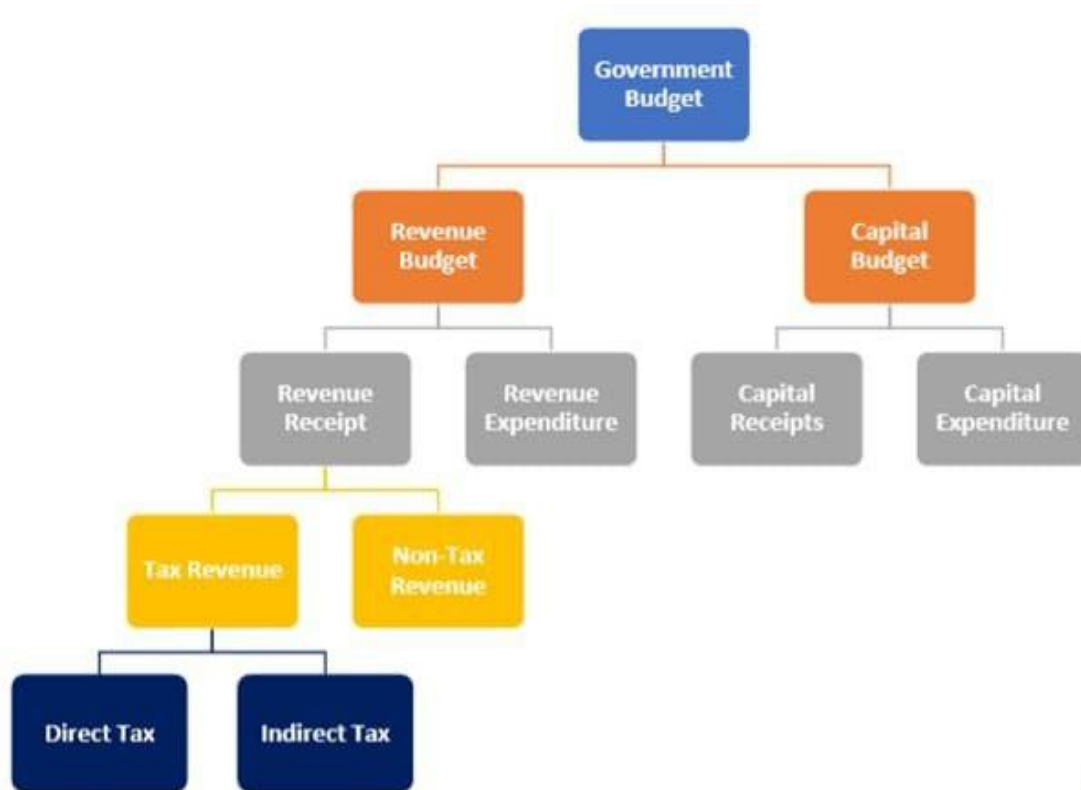 Government
Budget
Revenue
Budget
Capital
Budget
Revenue
Receipt
Revenue
Expenditure
Capital
Receipts
Capital
Expenditure
Tax Revenue
Non-Tax
Revenue
Direct Tax
Indirect Tax